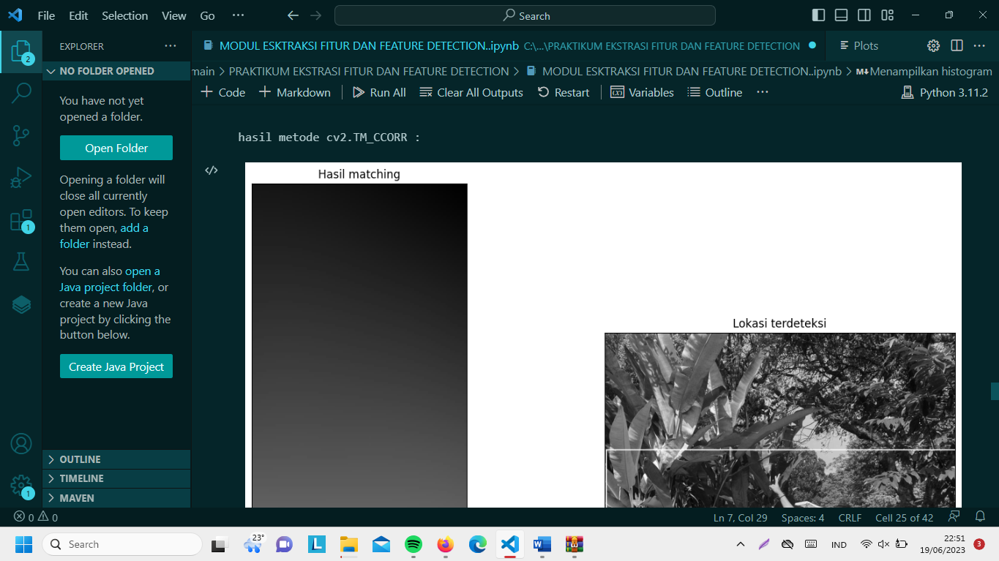 File Edit Selection View Go ··· Search
EXPLORER ···
MODUL ESKTRAKSI FITUR DAN FEATURE DETECTION..ipynb C:\...\PRAKTIKUM EKSTRASI FITUR DAN FEATURE DETECTION
Plots ···
NO FOLDER OPENED
main > PRAKTIKUM EKSTRASI FITUR DAN FEATURE DETECTION > MODUL ESKTRAKSI FITUR DAN FEATURE DETECTION..ipynb > Menampilkan histogram
+ Code + Markdown Run All Clear All Outputs Restart Variables Outline ··· Python 3.11.2
You have not yet
opened a folder.
Open Folder
Opening a folder will
close all currently
open editors. To keep
them open, add a
folder instead.
You can also open a
Java project folder, or
create a new Java
project by clicking the
button below.
Create Java Project
OUTLINE
TIMELINE
MAVEN
2
1
1
hasil metode cv2.TM_CCORR :
Hasil matching
Lokasi terdeteksi
0 0 Ln 7, Col 29 Spaces: 4 CRLF Cell 25 of 42
Search
23°
IND
22:51
19/06/2023
3